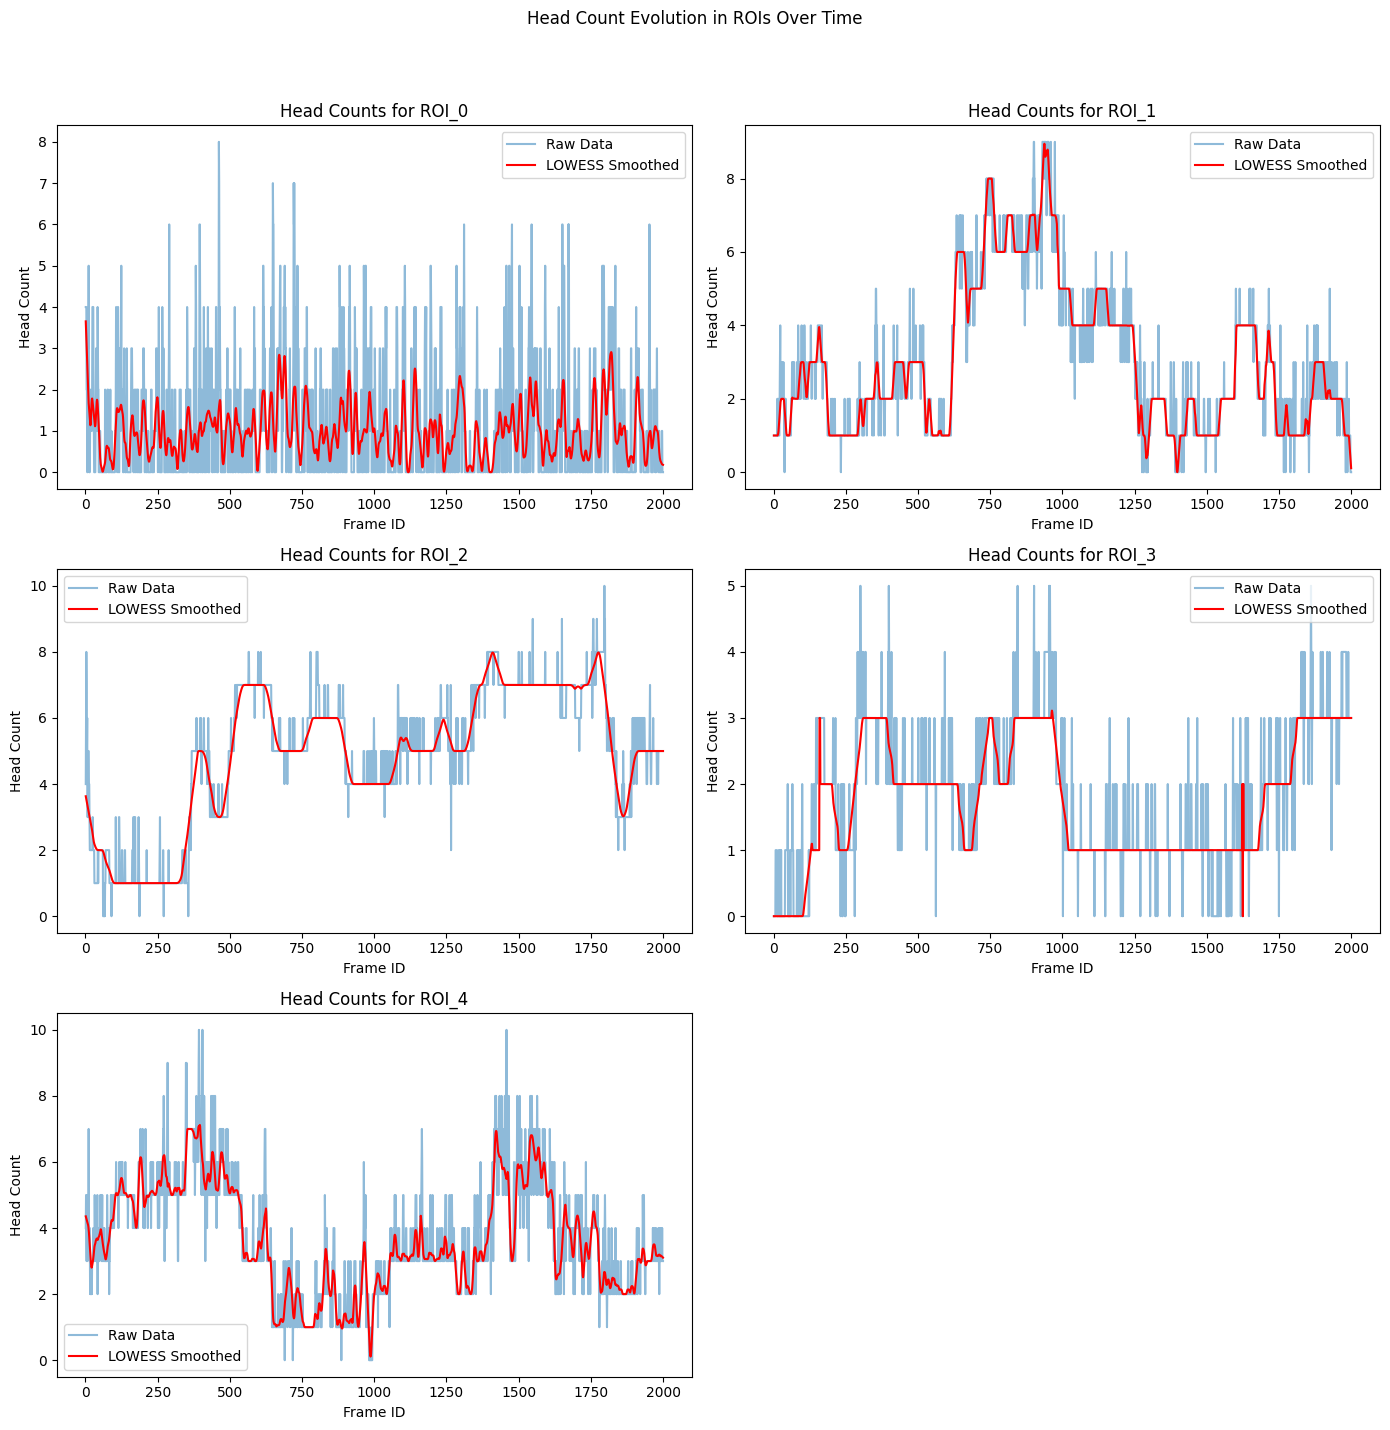 Head Count Evolution in ROIs Over Time
Head Counts for ROI_0
Raw Data
LOWESS Smoothed
Head Count
8
7
6
5
4
3
2
1
0
0 250 500 750 1000 1250 1500 1750 2000
Frame ID
Head Counts for ROI_1
Raw Data
LOWESS Smoothed
Head Count
8
6
4
2
0
0 250 500 750 1000 1250 1500 1750 2000
Frame ID
Head Counts for ROI_2
Raw Data
LOWESS Smoothed
Head Count
10
8
6
4
2
0
0 250 500 750 1000 1250 1500 1750 2000
Frame ID
Head Counts for ROI_3
Raw Data
LOWESS Smoothed
Head Count
5
4
3
2
1
0
0 250 500 750 1000 1250 1500 1750 2000
Frame ID
Head Counts for ROI_4
Raw Data
LOWESS Smoothed
Head Count
10
8
6
4
2
0
0 250 500 750 1000 1250 1500 1750 2000
Frame ID